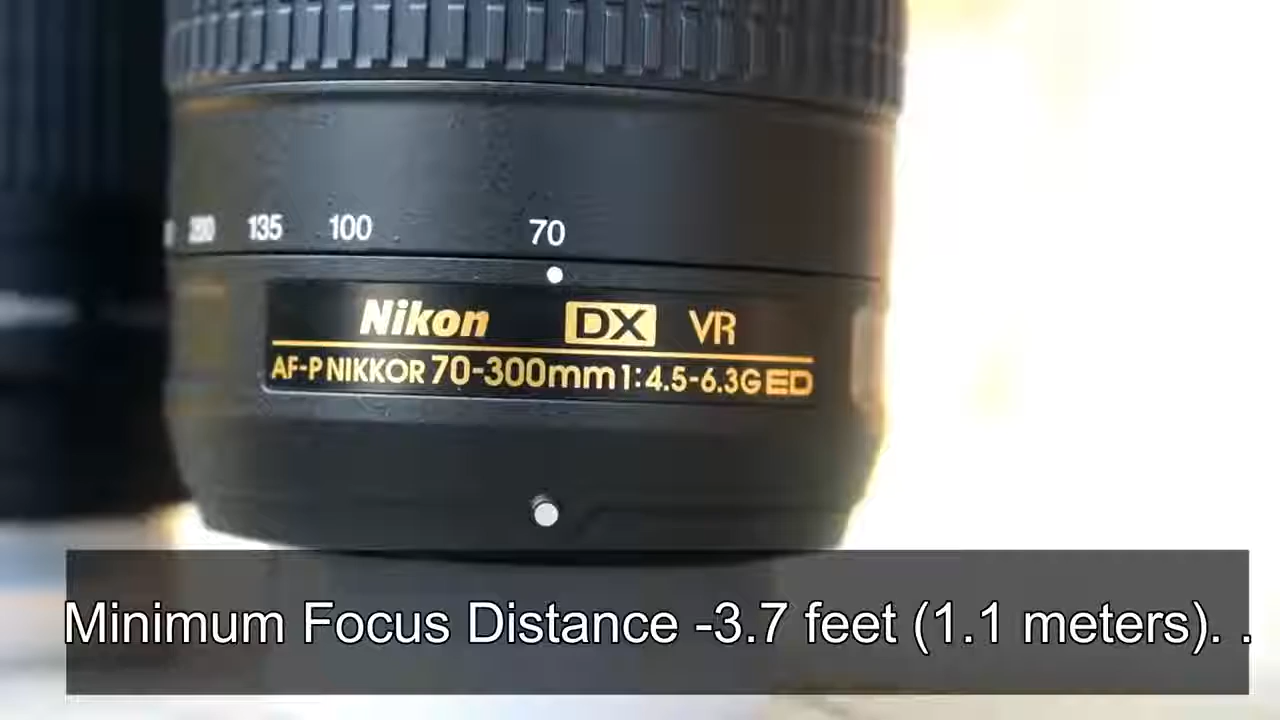 200 135 100 70
Nikon DX VR
AF-P NIKKOR 70-300mm 1:4.5-6.3G ED
Minimum Focus Distance -3.7 feet (1.1 meters). .